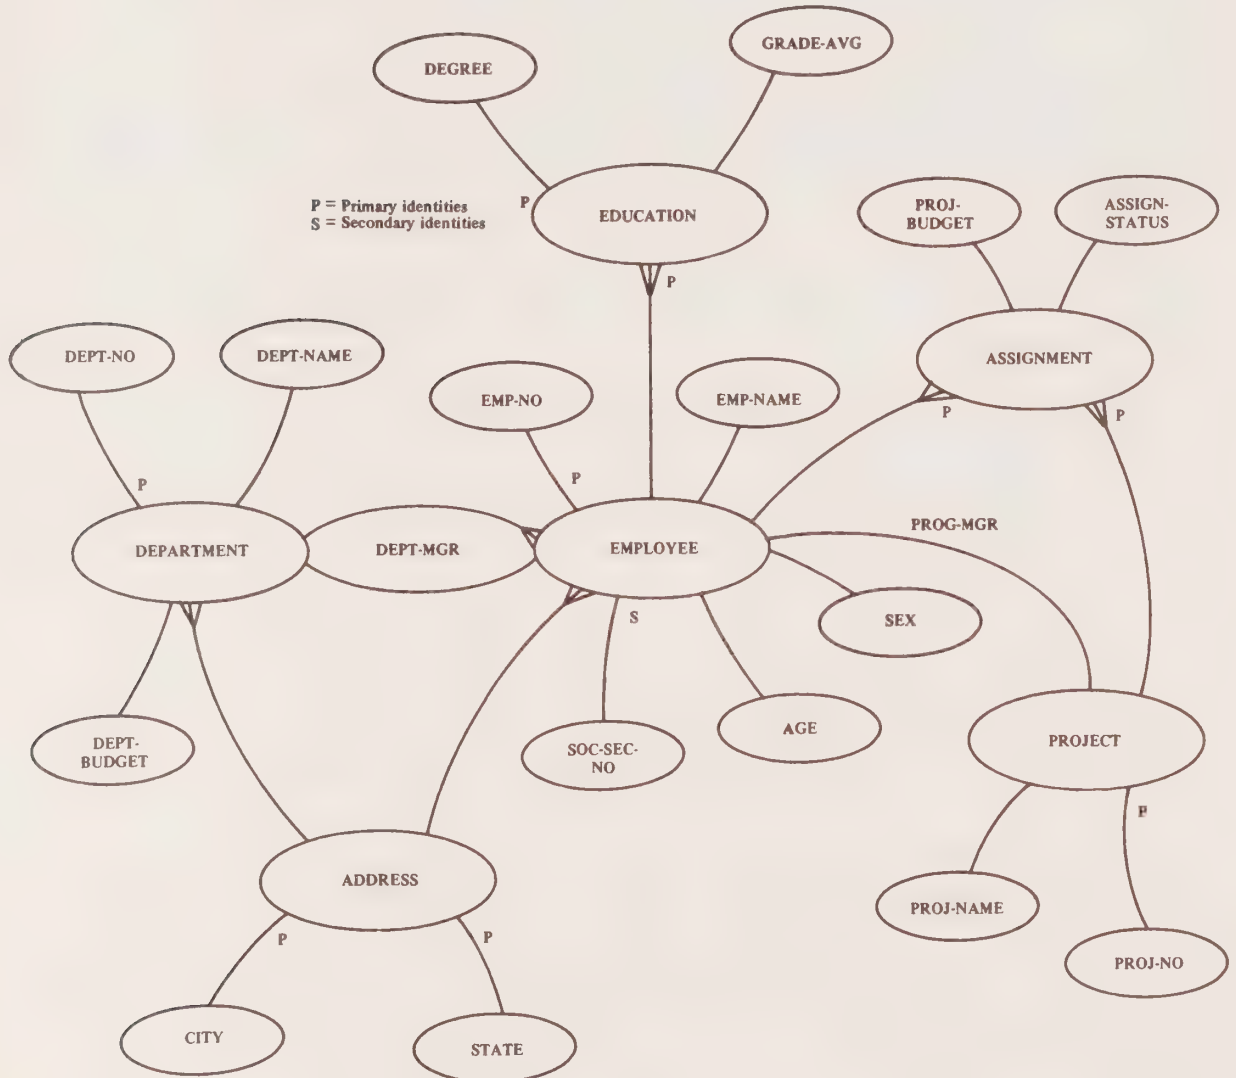 GRADE-AVG
DEGREE
P = Primary identities
S = Secondary identities
P
EDUCATION
P
PROJ-
BUDGET
ASSIGN-
STATUS
DEPT-NO
DEPT-NAME
EMP-NO
EMP-NAME
ASSIGNMENT
P
P
P
P
DEPARTMENT
DEPT-MGR
EMPLOYEE
PROG-MGR
S
SEX
DEPT-
BUDGET
SOC-SEC-
NO
AGE
PROJECT
P
ADDRESS
PROJ-NAME
P
P
PROJ-NO
CITY
STATE